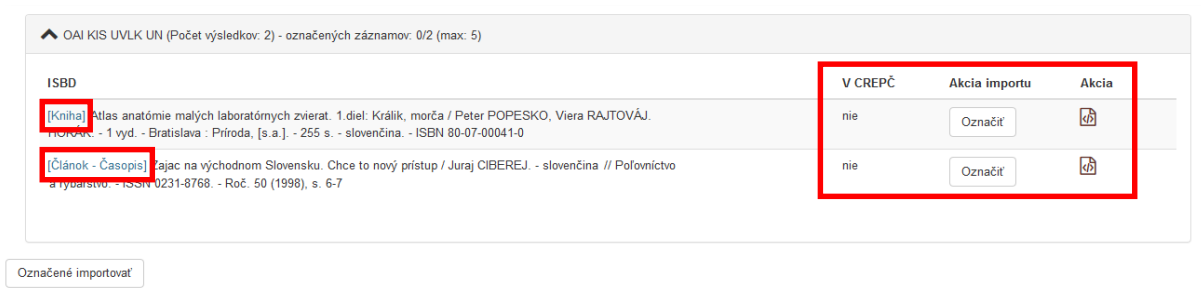 OAI KIS UVLK UN (Počet výsledkov: 2) - označených záznamov: 0/2 (max: 5)
ISBD V CREPČ Akcia importu Akcia
[Kniha] Atlas anatómie malých laboratórnych zvierat. 1.diel: Králik, morča / Peter POPESKO, Viera RAJTOVÁJ. nie Označiť
HORÁK. - 1 vyd. - Bratislava : Príroda, [s.a.]. - 255 s. - slovenčina. - ISBN 80-07-00041-0
[Článok - Časopis] Zajac na východnom Slovensku. Chce to nový prístup / Juraj CIBEREJ. - slovenčina // Poľovníctvo nie Označiť
a rybárstvo. - ISSN 0231-8768. - Roč. 50 (1998), s. 6-7
Označené importovať